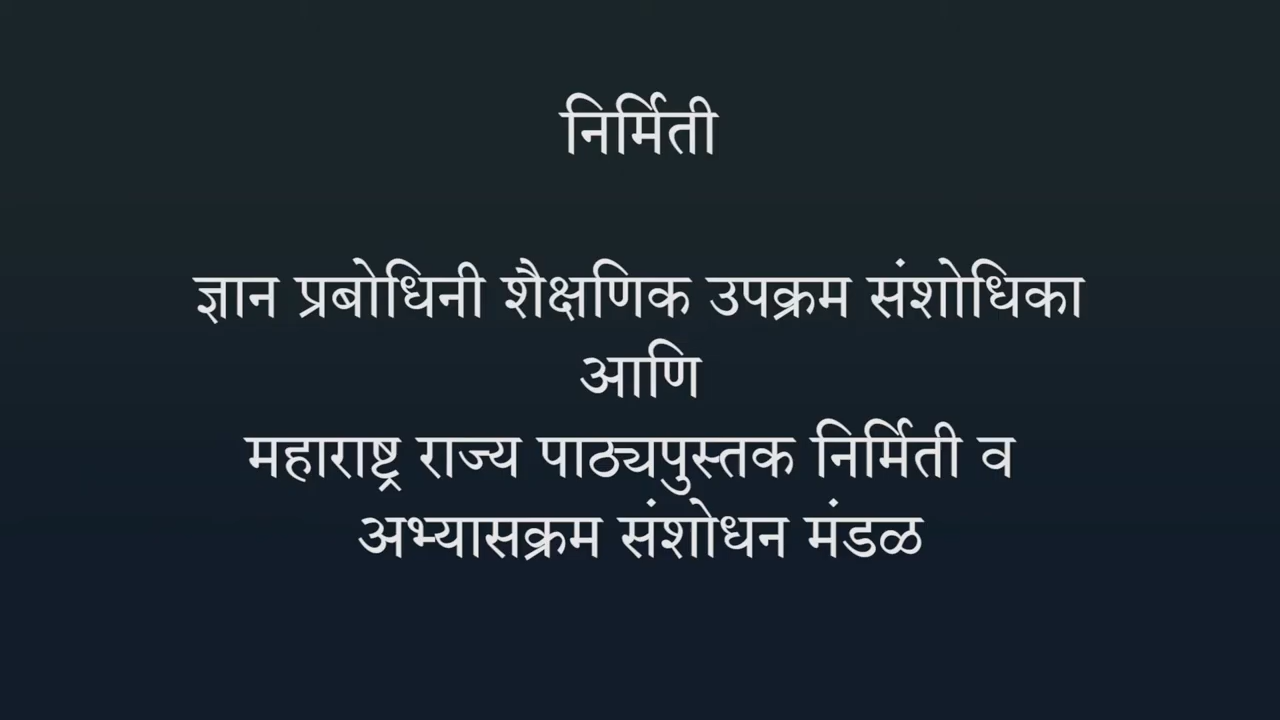 निर्मिती
ज्ञान प्रबोधिनी शैक्षणिक उपक्रम संशोधिका
आणि
महाराष्ट्र राज्य पाठ्यपुस्तक निर्मिती व
अभ्यासक्रम संशोधन मंडळ